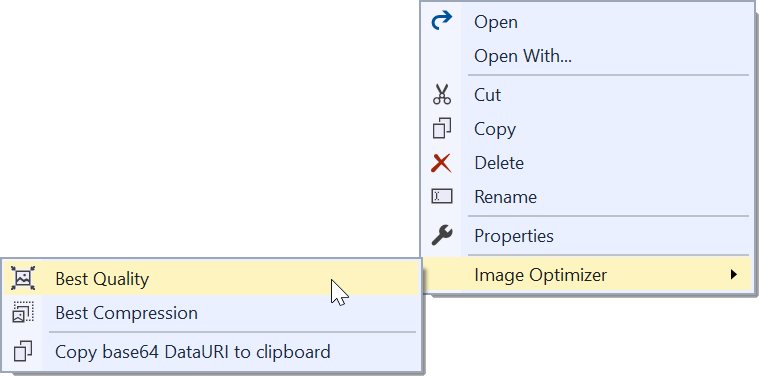 Open
Open With...
Cut
Copy
Delete
Rename
Properties
Image Optimizer
Best Quality
Best Compression
Copy base64 DataURI to clipboard